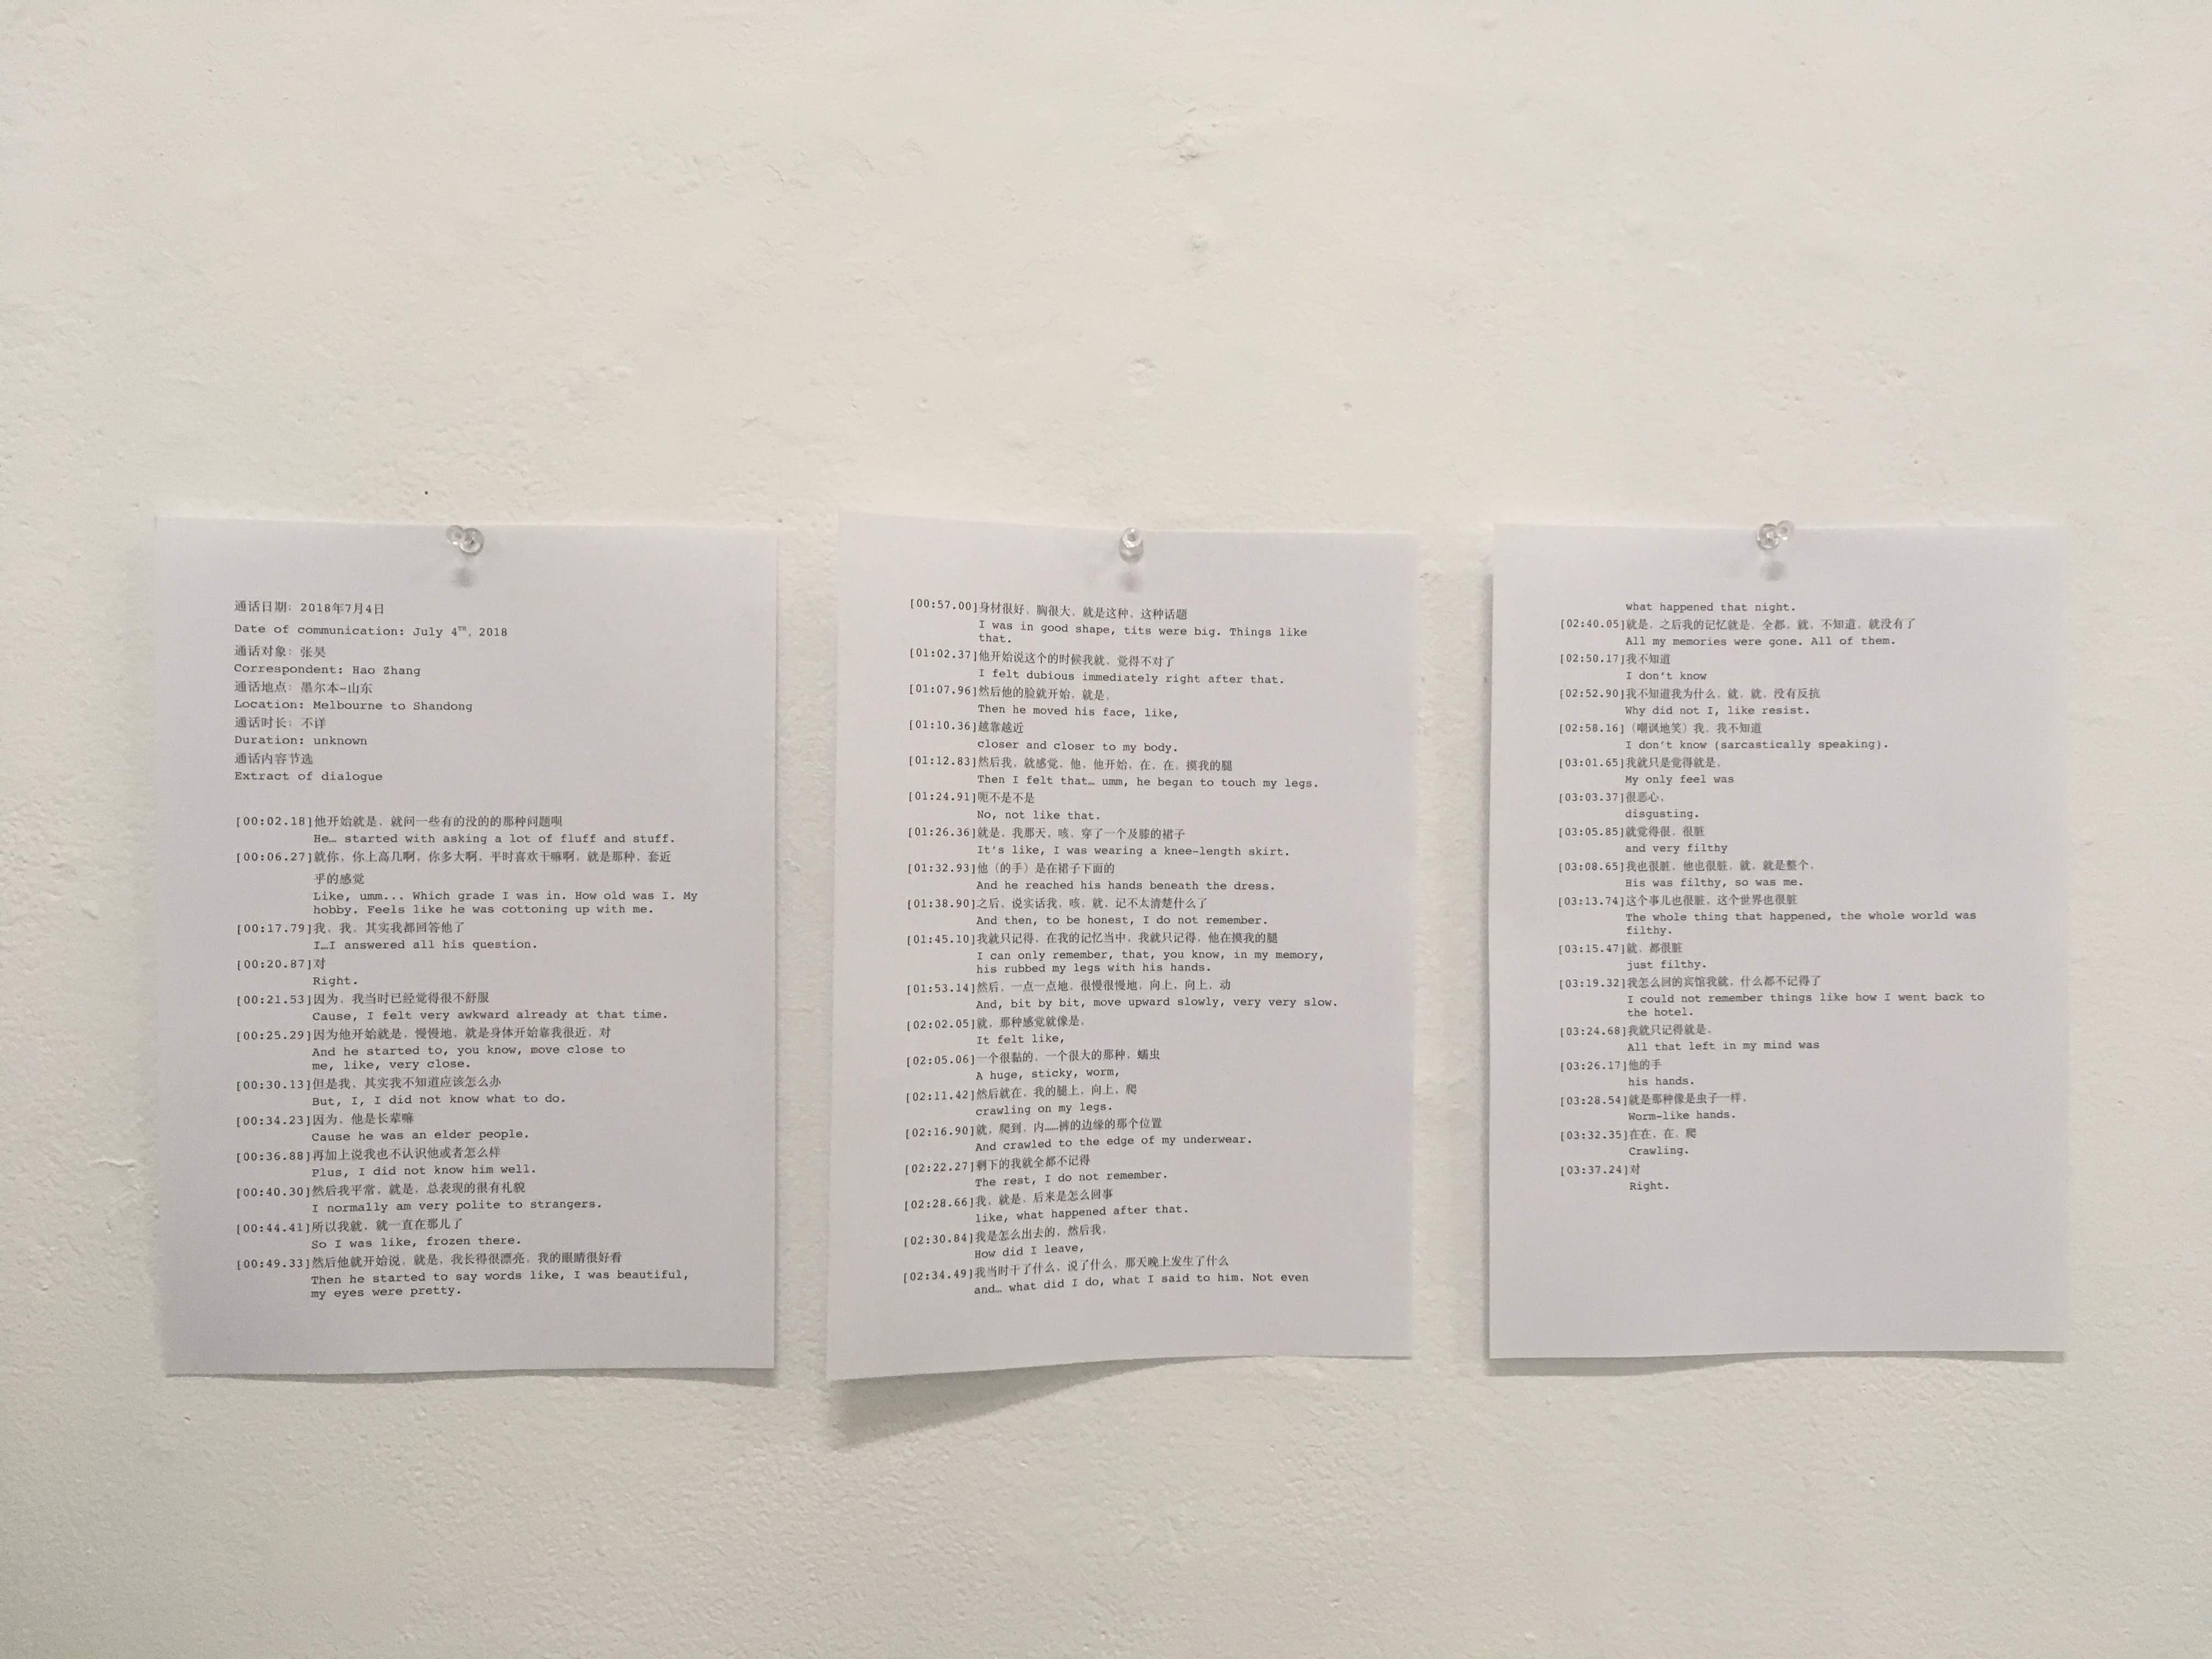 通话日期：2018年7月4日
Date of communication: July 4TH, 2018
通话对象：张昊
Correspondent: Hao Zhang
通话地点：墨尔本-山东
Location: Melbourne to Shandong
通话时长：不详
Duration: unknown
通话内容节选
Extract of dialogue
[00:02.18]他开始就是，就问一些有的没的的那种问题呗
He… started with asking a lot of fluff and stuff.
[00:06.27]就你，你上高几啊，你多大啊，平时喜欢干嘛啊，就是那种，套近
乎的感觉
Like, umm... Which grade I was in. How old was I. My
hobby. Feels like he was cottoning up with me.
[00:17.79]我，我，其实我都回答他了
I…I answered all his question.
[00:20.87]对
Right.
[00:21.53]因为，我当时已经觉得很不舒服
Cause, I felt very awkward already at that time.
[00:25.29]因为他开始就是，慢慢地，就是身体开始靠我很近，对
And he started to, you know, move close to
me, like, very close.
[00:30.13]但是我，其实我不知道应该怎么办
But, I, I did not know what to do.
[00:34.23]因为，他是长辈嘛
Cause he was an elder people.
[00:36.88]再加上说我也不认识他或者怎么样
Plus, I did not know him well.
[00:40.30]然后我平常，就是，总表现的很有礼貌
I normally am very polite to strangers.
[00:44.41]所以我就，就一直在那儿了
So I was like, frozen there.
[00:49.33]然后他就开始说，就是，我长得很漂亮，我的眼睛很好看
Then he started to say words like, I was beautiful,
my eyes were pretty.
[00:57.00]身材很好，胸很大，就是这种，这种话题
I was in good shape, tits were big. Things like
that.
[01:02.37]他开始说这个的时候我就，觉得不对了
I felt dubious immediately right after that.
[01:07.96]然后他的脸就开始，就是，
Then he moved his face, like,
[01:10.36]越靠越近
closer and closer to my body.
[01:12.83]然后我，就感觉，他，他开始，在，在，摸我的腿
Then I felt that… umm, he began to touch my legs.
[01:24.91]呃不是不是
No, not like that.
[01:26.36]就是，我那天，咳，穿了一个及膝的裙子
It's like, I was wearing a knee-length skirt.
[01:32.93]他（的手）是在裙子下面的
And he reached his hands beneath the dress.
[01:38.90]之后，说实话我，咳，就，记不太清楚什么了
And then, to be honest, I do not remember.
[01:45.10]我就只记得，在我的记忆当中，我就只记得，他在摸我的腿
I can only remember, that, you know, in my memory,
his rubbed my legs with his hands.
[01:53.14]然后，一点一点地，很慢很慢地，向上，向上，动
And, bit by bit, move upward slowly, very very slow.
[02:02.05]就，那种感觉就像是，
It felt like,
[02:05.06]一个很黏的，一个很大的那种，蠕虫
A huge, sticky, worm,
[02:11.42]然后就在，我的腿上，向上，爬
crawling on my legs.
[02:16.90]就，爬到，内……裤的边缘的那个位置
And crawled to the edge of my underwear.
[02:22.27]剩下的我就全都不记得
The rest, I do not remember.
[02:28.66]我，就是，后来是怎么回事
like, what happened after that.
[02:30.84]我是怎么出去的，然后我，
How did I leave,
[02:34.49]我当时干了什么，说了什么，那天晚上发生了什么
and… what did I do, what I said to him. Not even
what happened that night.
[02:40.05]就是，之后我的记忆就是，全都，就，不知道，就没有了
All my memories were gone. All of them.
[02:50.17]我不知道
I don't know
[02:52.90]我不知道我为什么，就，就，没有反抗
Why did not I, like resist.
[02:58.16]（嘲讽地笑）我，我不知道
I don't know (sarcastically speaking).
[03:01.65]我就只是觉得就是，
My only feel was
[03:03.37]很恶心，
disgusting.
[03:05.85]就觉得很，很脏
and very filthy
[03:08.65]我也很脏，他也很脏，就，就是整个，
His was filthy, so was me.
[03:13.74]这个事儿也很脏，这个世界也很脏
The whole thing that happened, the whole world was
filthy.
[03:15.47]就，都很脏
just filthy.
[03:19.32]我怎么回的宾馆我就，什么都不记得了
I could not remember things like how I went back to
the hotel.
[03:24.68]我就只记得就是，
All that left in my mind was
[03:26.17]他的手
his hands.
[03:28.54]就是那种像是虫子一样，
Worm-like hands.
[03:32.35]在在，在，爬
Crawling.
[03:37.24]对
Right.